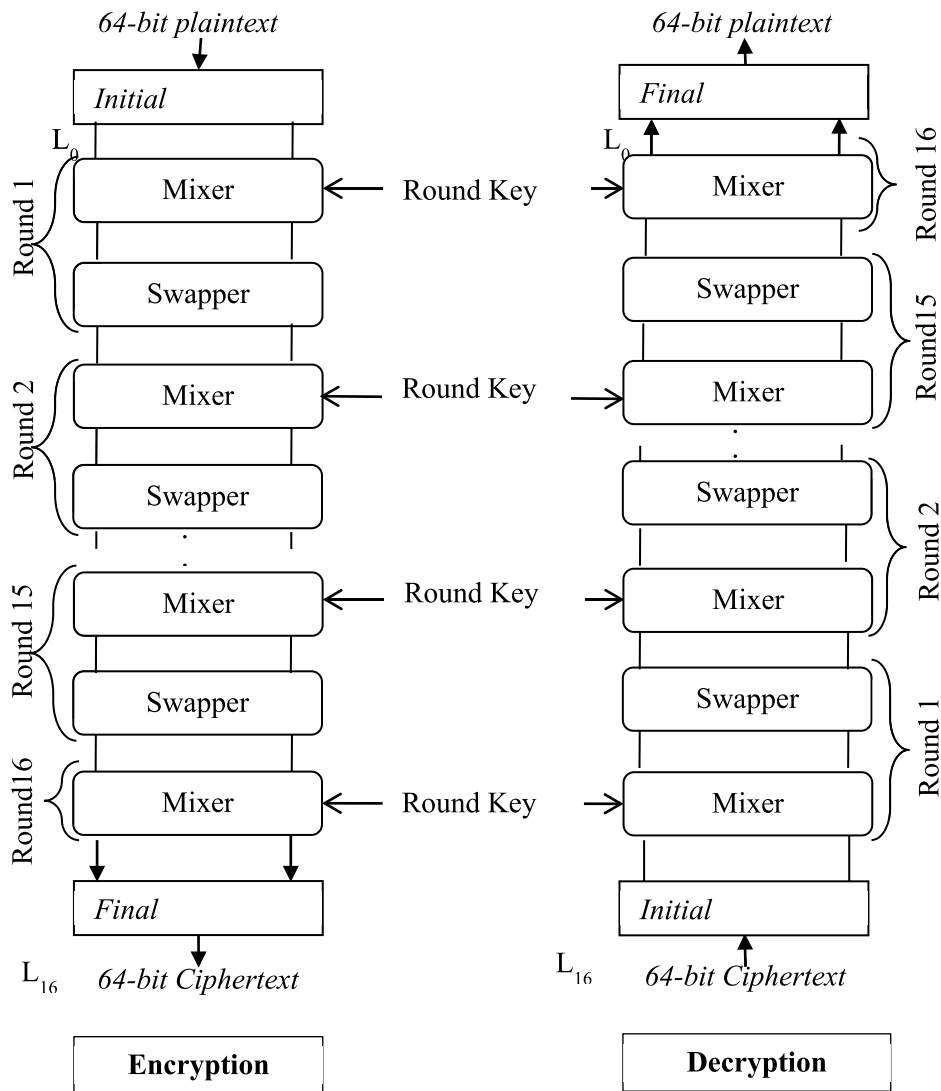 64-bit plaintext
Initial
L0
Round 1
Mixer
Swapper
Round 2
Mixer
Swapper
Round 15
Mixer
Swapper
Round16
Mixer
Final
L16
64-bit Ciphertext
Encryption
Round Key
Round Key
Round Key
Round Key
64-bit plaintext
Final
L0
Mixer
Round 16
Swapper
Mixer
Round15
Swapper
Mixer
Round 2
Swapper
Mixer
Round 1
Initial
L16
64-bit Ciphertext
Decryption